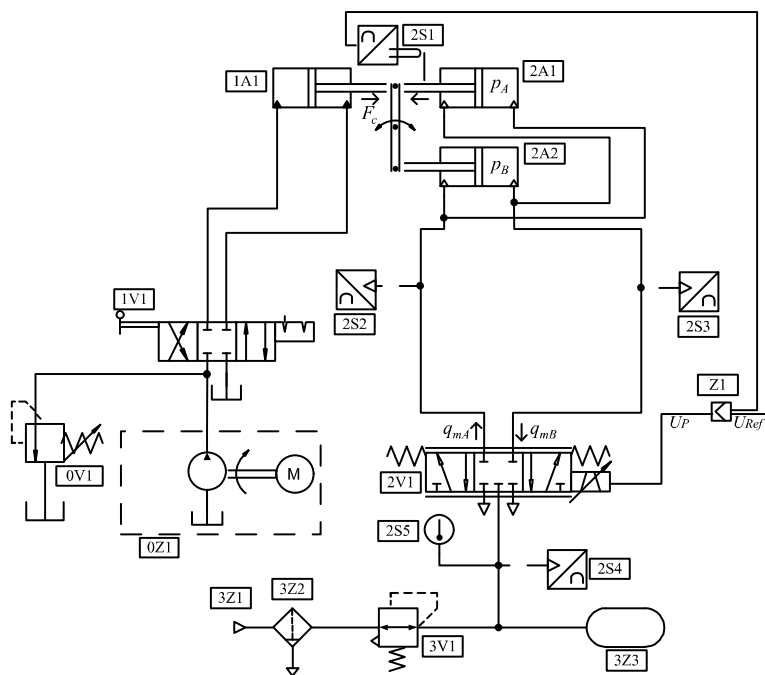 2S1
1A1
2A1
p_A
F_c
2A2
p_B
1V1
2S2
2S3
Z1
q_mA
q_mB
U_P
U_Ref
0V1
M
2V1
2S5
0Z1
2S4
3Z2
3Z1
3V1
3Z3